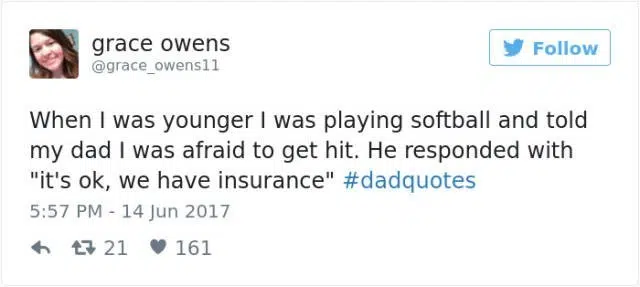 grace owens
@grace_owens11
Follow
When I was younger I was playing softball and told
my dad I was afraid to get hit. He responded with
"it's ok, we have insurance" #dadquotes
5:57 PM - 14 Jun 2017
21 161